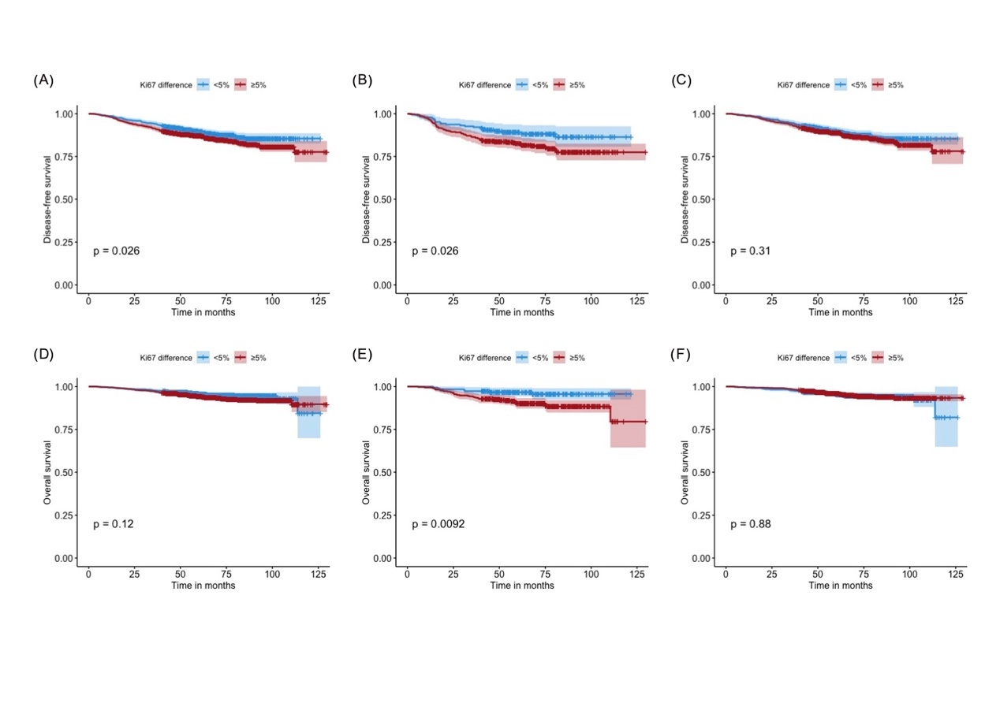 (A)
Ki67 difference <5% ≥5%
Disease-free survival
1.00
0.75
0.50
0.25
0.00
p = 0.026
0 25 50 75 100 125
Time in months
(B)
Ki67 difference <5% ≥5%
Disease-free survival
1.00
0.75
0.50
0.25
0.00
p = 0.026
0 25 50 75 100 125
Time in months
(C)
Ki67 difference <5% ≥5%
Disease-free survival
1.00
0.75
0.50
0.25
0.00
p = 0.31
0 25 50 75 100 125
Time in months
(D)
Ki67 difference <5% ≥5%
Overall survival
1.00
0.75
0.50
0.25
0.00
p = 0.12
0 25 50 75 100 125
Time in months
(E)
Ki67 difference <5% ≥5%
Overall survival
1.00
0.75
0.50
0.25
0.00
p = 0.0092
0 25 50 75 100 125
Time in months
(F)
Ki67 difference <5% ≥5%
Overall survival
1.00
0.75
0.50
0.25
0.00
p = 0.88
0 25 50 75 100 125
Time in months